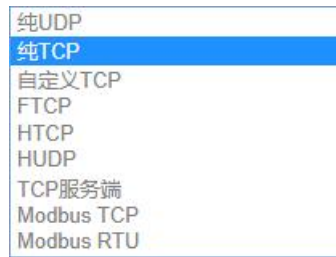 纯UDP
纯TCP
自定义TCP
FTCP
HTCP
HUDP
TCP服务端
Modbus TCP
Modbus RTU